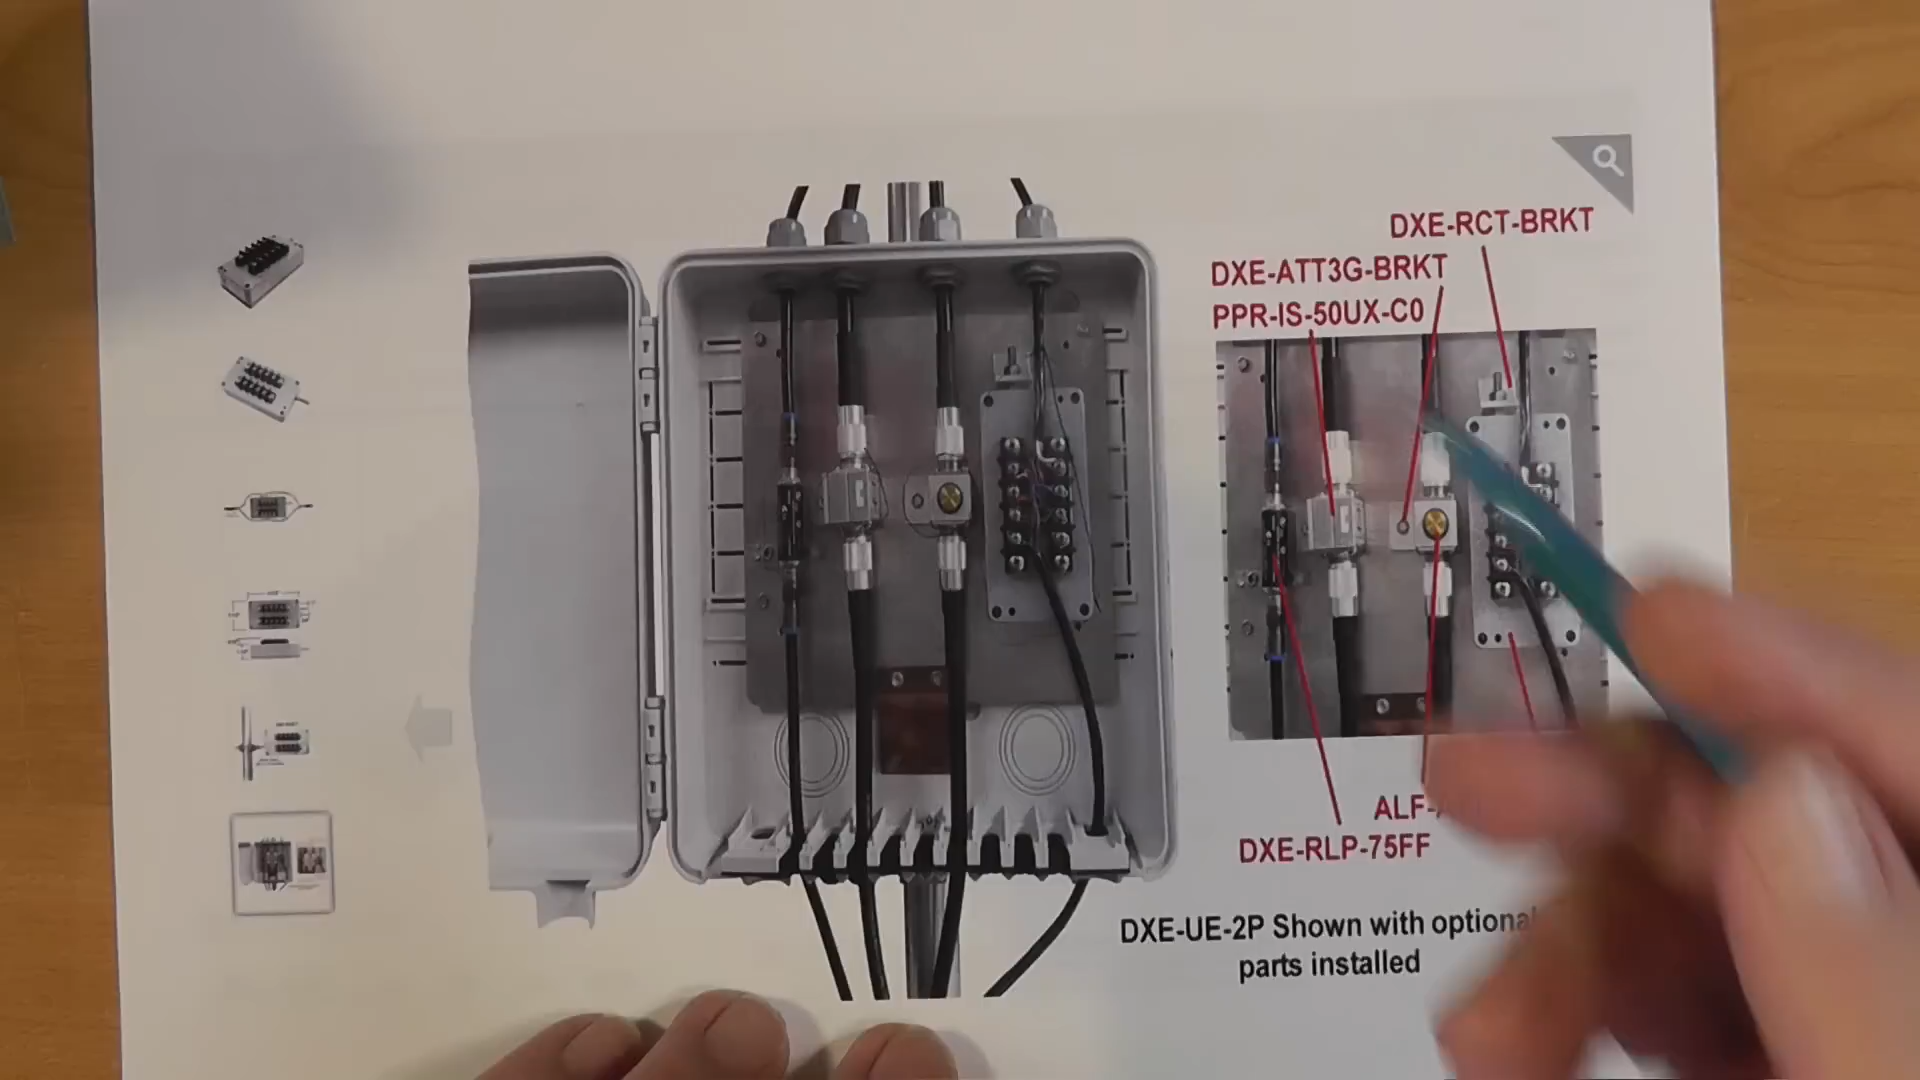 DXE-RCT-BRKT
DXE-ATT3G-BRKT
PPR-IS-50UX-C0
ALF-
DXE-RLP-75FF
DXE-UE-2P Shown with optional
parts installed